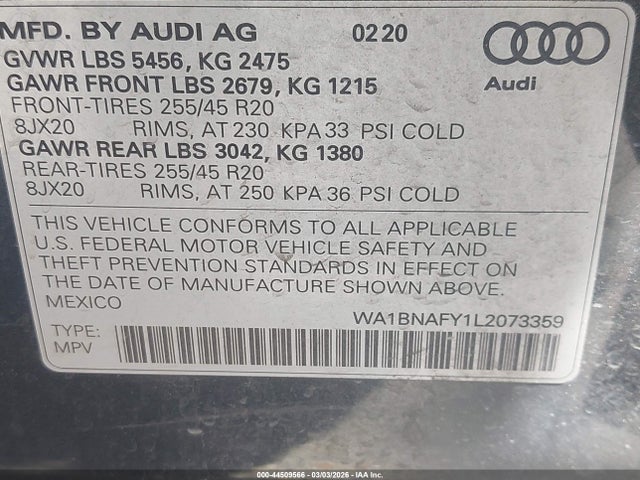 MFD. BY AUDI AG 02 20
GVWR LBS 5456, KG 2475
GAWR FRONT LBS 2679, KG 1215
Audi
FRONT-TIRES 255/45 R20
8JX20 RIMS, AT 230 KPA 33 PSI COLD
GAWR REAR LBS 3042, KG 1380
REAR-TIRES 255/45 R20
8JX20 RIMS, AT 250 KPA 36 PSI COLD
THIS VEHICLE CONFORMS TO ALL APPLICABLE
U.S. FEDERAL MOTOR VEHICLE SAFETY AND
THEFT PREVENTION STANDARDS IN EFFECT ON
THE DATE OF MANUFACTURE SHOWN ABOVE.
MEXICO
WA1BNAFY1L2073359
TYPE:
MPV
000-44509566 - 03/03/2026 - IAA Inc.